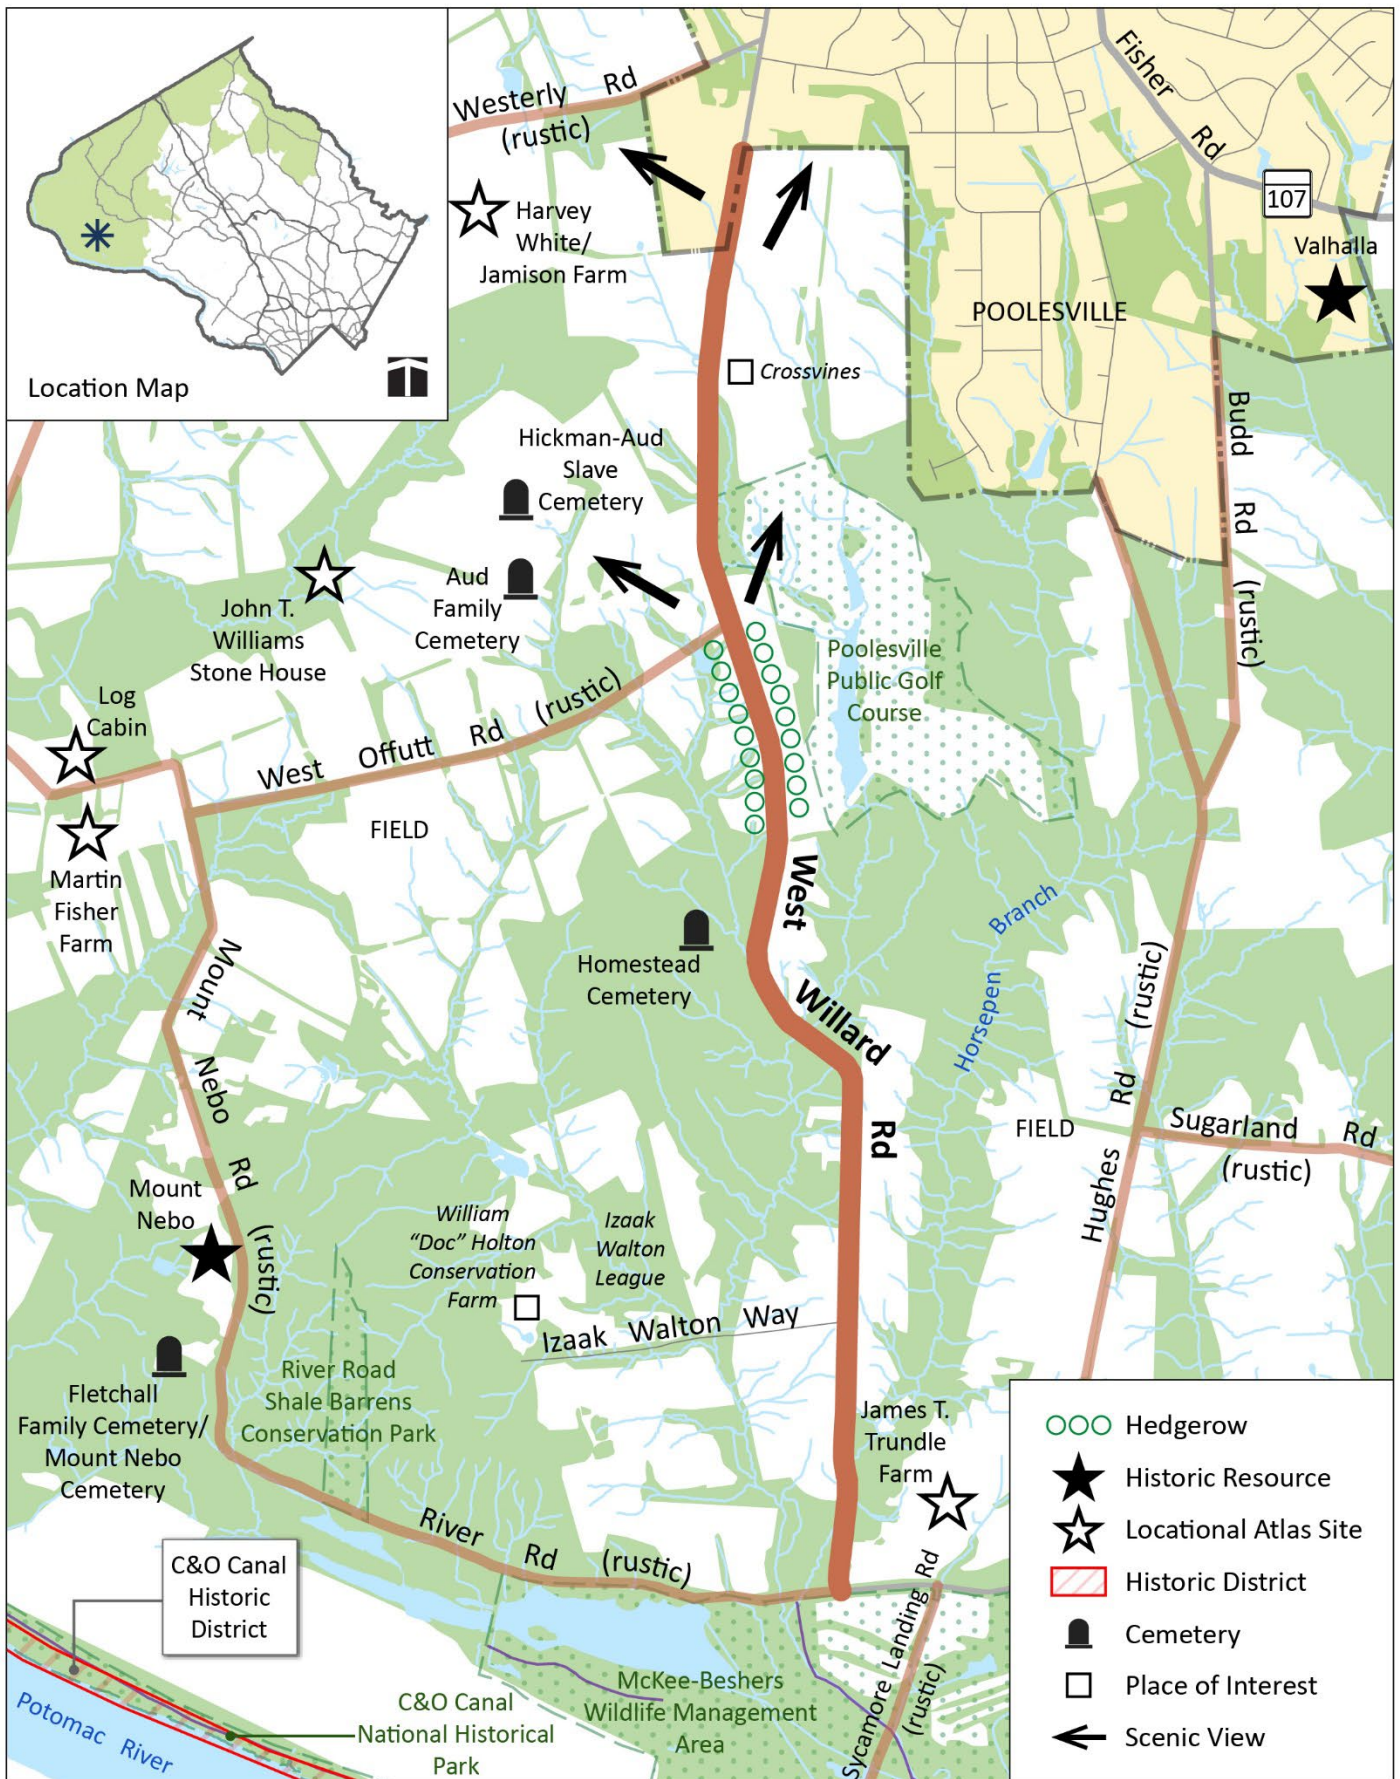 Location Map
Westerly Rd
(rustic)
Fisher Rd
107
Harvey
White/
Jamison Farm
Valhalla
POOLESVILLE
Crossvines
Budd Rd (rustic)
Hickman-Aud
Slave
Cemetery
Aud
Family
Cemetery
John T.
Williams
Stone House
Log
Cabin
West Offutt Rd (rustic)
Poolesville
Public Golf
Course
FIELD
Martin
Fisher
Farm
West Willard Rd
Homestead
Cemetery
Horsepen Branch
Mount Nebo Rd (rustic)
Hughes Rd (rustic)
FIELD
Sugarland Rd
(rustic)
Mount
Nebo
William
“Doc” Holton
Conservation
Farm
Izaak
Walton
League
Izaak Walton Way
River Road
Shale Barrens
Conservation Park
Fletchall
Family Cemetery/
Mount Nebo
Cemetery
James T.
Trundle
Farm
River Rd (rustic)
Sycamore Landing Rd
(rustic)
C&O Canal
Historic
District
McKee-Beshers
Wildlife Management
Area
C&O Canal
National Historical
Park
Potomac River
Hedgerow
Historic Resource
Locational Atlas Site
Historic District
Cemetery
Place of Interest
Scenic View